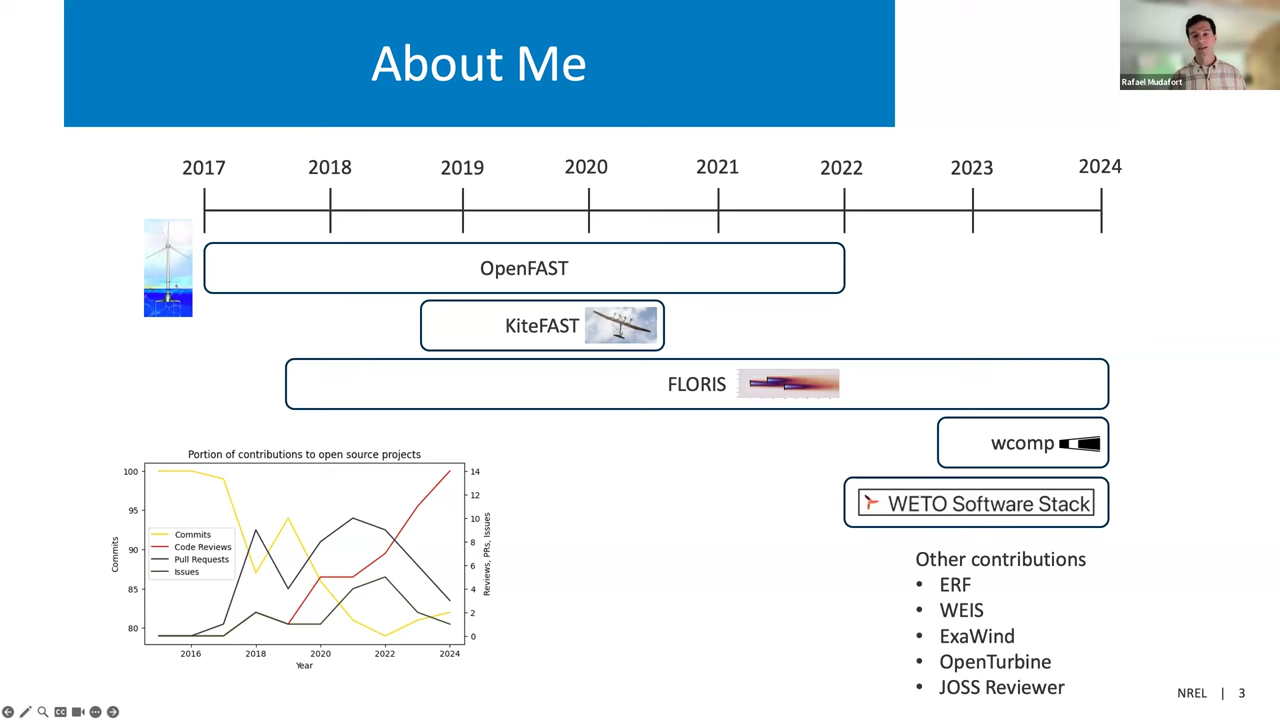 About Me
Rafael Mudafort
2017 2018 2019 2020 2021 2022 2023 2024
OpenFAST
KiteFAST
FLORIS
wcomp
WETO Software Stack
Portion of contributions to open source projects
100
95
90
85
80
Commits
Commits
Code Reviews
Pull Requests
Issues
14
12
10
8
6
4
2
0
Reviews, PRs, Issues
2016 2018 2020 2022 2024
Year
Other contributions
• ERF
• WEIS
• ExaWind
• OpenTurbine
• JOSS Reviewer
NREL | 3
CC